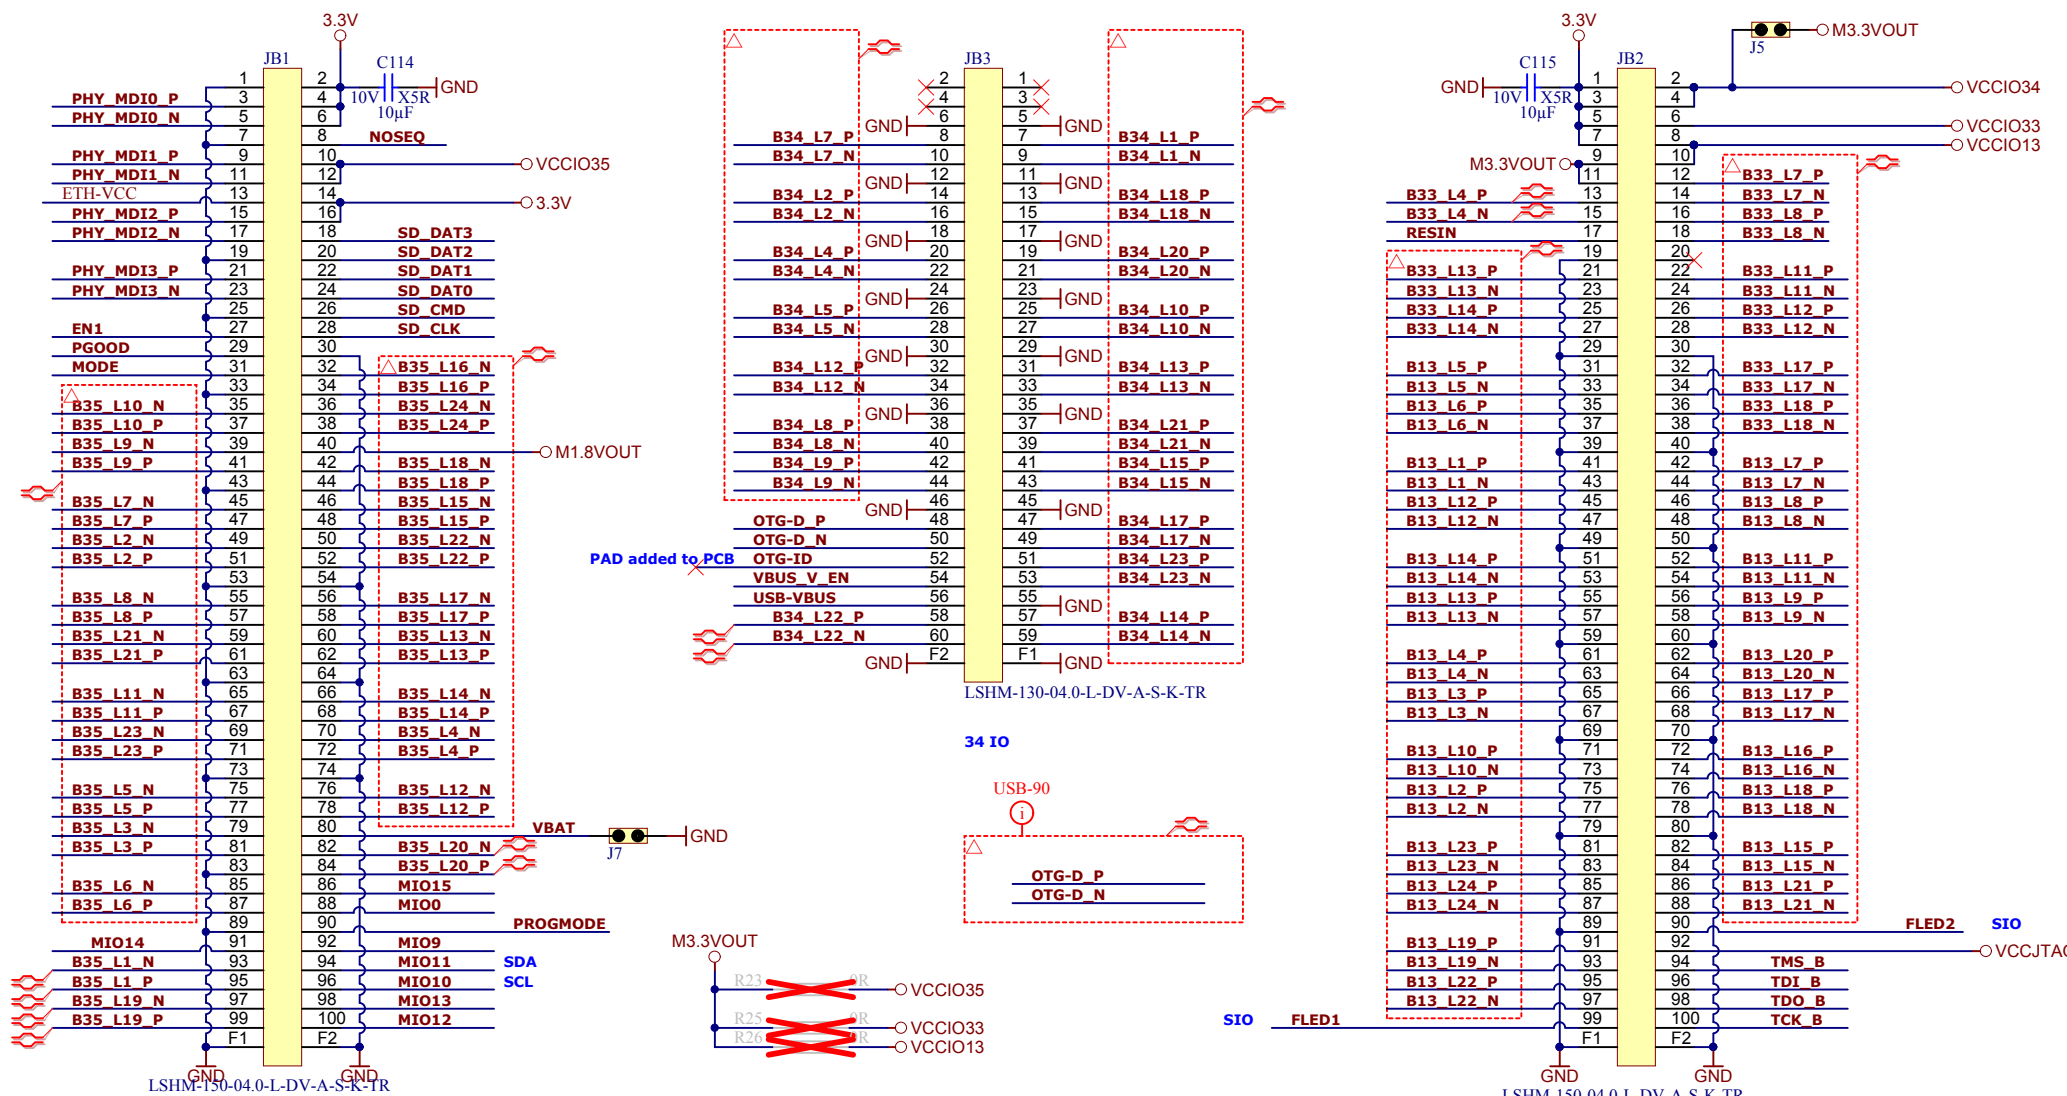 3.3V
JB1
C114
10V X5R
10µF
GND
1 2
PHY_MDI0_P 3 4
PHY_MDI0_N 5 6
7 8 NOSEQ
PHY_MDI1_P 9 10 VCCIO35
PHY_MDI1_N 11 12
ETH-VCC 13 14 3.3V
PHY_MDI2_P 15 16
PHY_MDI2_N 17 18 SD_DAT3
19 20 SD_DAT2
PHY_MDI3_P 21 22 SD_DAT1
PHY_MDI3_N 23 24 SD_DAT0
25 26 SD_CMD
EN1 27 28 SD_CLK
PGOOD 29 30
MODE 31 32 B35_L16_N
33 34 B35_L16_P
B35_L10_N 35 36 B35_L24_N
B35_L10_P 37 38 B35_L24_P
B35_L9_N 39 40 M1.8VOUT
B35_L9_P 41 42 B35_L18_N
43 44 B35_L18_P
B35_L7_N 45 46 B35_L15_N
B35_L7_P 47 48 B35_L15_P
B35_L2_N 49 50 B35_L22_N
B35_L2_P 51 52 B35_L22_P
53 54
B35_L8_N 55 56 B35_L17_N
B35_L8_P 57 58 B35_L17_P
B35_L21_N 59 60 B35_L13_N
B35_L21_P 61 62 B35_L13_P
63 64
B35_L11_N 65 66 B35_L14_N
B35_L11_P 67 68 B35_L14_P
B35_L23_N 69 70 B35_L4_N
B35_L23_P 71 72 B35_L4_P
73 74
B35_L5_N 75 76 B35_L12_N
B35_L5_P 77 78 B35_L12_P
B35_L3_N 79 80 VBAT J7 GND
B35_L3_P 81 82 B35_L20_N
83 84 B35_L20_P
B35_L6_N 85 86 MIO15
B35_L6_P 87 88 MIO0
89 90 PROGMODE
MIO14 91 92 MIO9
B35_L1_N 93 94 MIO11 SDA
B35_L1_P 95 96 MIO10 SCL
B35_L19_N 97 98 MIO13
B35_L19_P 99 100 MIO12
F1 F2
GND GND
LSHM-150-04.0-L-DV-A-S-K-TR
JB3
2 1
4 3
GND 6 5 GND
B34_L7_P 8 7 B34_L1_P
B34_L7_N 10 9 B34_L1_N
GND 12 11 GND
B34_L2_P 14 13 B34_L18_P
B34_L2_N 16 15 B34_L18_N
GND 18 17 GND
B34_L4_P 20 19 B34_L20_P
B34_L4_N 22 21 B34_L20_N
GND 24 23 GND
B34_L5_P 26 25 B34_L10_P
B34_L5_N 28 27 B34_L10_N
GND 30 29 GND
B34_L12_P 32 31 B34_L13_P
B34_L12_N 34 33 B34_L13_N
GND 36 35 GND
B34_L8_P 38 37 B34_L21_P
B34_L8_N 40 39 B34_L21_N
B34_L9_P 42 41 B34_L15_P
B34_L9_N 44 43 B34_L15_N
GND 46 45 GND
OTG-D_P 48 47 B34_L17_P
OTG-D_N 50 49 B34_L17_N
PAD added to PCB OTG-ID 52 51 B34_L23_P
VBUS_V_EN 54 53 B34_L23_N
USB-VBUS 56 55 GND
B34_L22_P 58 57 B34_L14_P
B34_L22_N 60 59 B34_L14_N
GND F2 F1 GND
LSHM-130-04.0-L-DV-A-S-K-TR
34 IO
USB-90
i
OTG-D_P
OTG-D_N
M3.3VOUT
R23 0R VCCIO35
R25 0R VCCIO33
R26 0R VCCIO13
3.3V
J5 M3.3VOUT
JB2
C115
GND 10V X5R
10µF
1 2 VCCIO34
3 4
5 6 VCCIO33
7 8 VCCIO13
M3.3VOUT 9 10
11 12 B33_L7_P
B33_L4_P 13 14 B33_L7_N
B33_L4_N 15 16 B33_L8_P
RESIN 17 18 B33_L8_N
19 20
B33_L13_P 21 22 B33_L11_P
B33_L13_N 23 24 B33_L11_N
B33_L14_P 25 26 B33_L12_P
B33_L14_N 27 28 B33_L12_N
29 30
B13_L5_P 31 32 B33_L17_P
B13_L5_N 33 34 B33_L17_N
B13_L6_P 35 36 B33_L18_P
B13_L6_N 37 38 B33_L18_N
39 40
B13_L1_P 41 42 B13_L7_P
B13_L1_N 43 44 B13_L7_N
B13_L12_P 45 46 B13_L8_P
B13_L12_N 47 48 B13_L8_N
49 50
B13_L14_P 51 52 B13_L11_P
B13_L14_N 53 54 B13_L11_N
B13_L13_P 55 56 B13_L9_P
B13_L13_N 57 58 B13_L9_N
59 60
B13_L4_P 61 62 B13_L20_P
B13_L4_N 63 64 B13_L20_N
B13_L3_P 65 66 B13_L17_P
B13_L3_N 67 68 B13_L17_N
69 70
B13_L10_P 71 72 B13_L16_P
B13_L10_N 73 74 B13_L16_N
B13_L2_P 75 76 B13_L18_P
B13_L2_N 77 78 B13_L18_N
79 80
B13_L23_P 81 82 B13_L15_P
B13_L23_N 83 84 B13_L15_N
B13_L24_P 85 86 B13_L21_P
B13_L24_N 87 88 B13_L21_N
89 90 FLED2 SIO
B13_L19_P 91 92 VCCJTAG
B13_L19_N 93 94 TMS_B
B13_L22_P 95 96 TDI_B
B13_L22_N 97 98 TDO_B
SIO FLED1 99 100 TCK_B
F1 F2
GND GND
LSHM-150-04.0-L-DV-A-S-K-TR